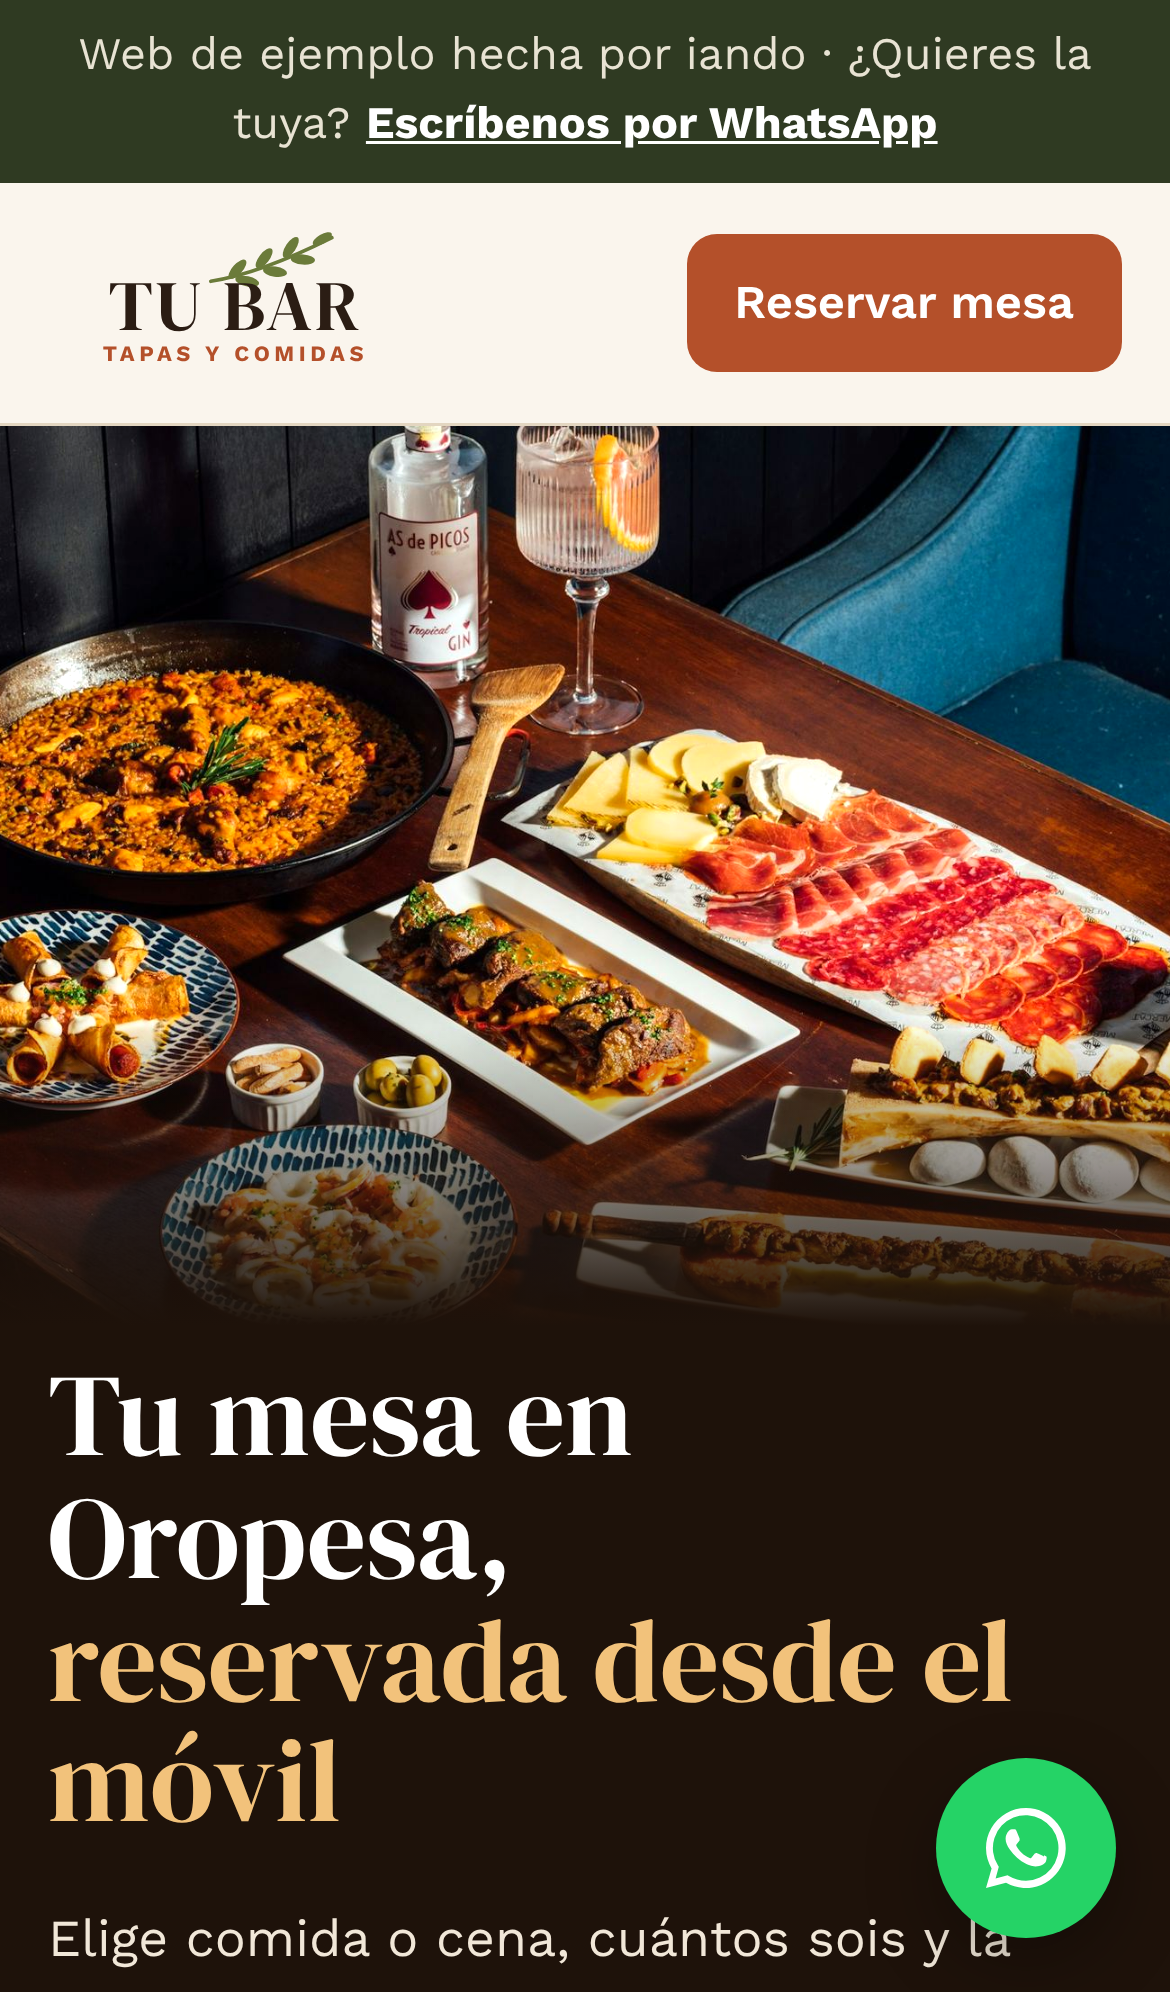 Web de ejemplo hecha por iando · ¿Quieres la
tuya? Escríbenos por WhatsApp
TU BAR
TAPAS Y COMIDAS
Reservar mesa
AS de PICOS
Tropical
GIN
Tu mesa en
Oropesa,
reservada desde el
móvil
Elige comida o cena, cuántos sois y la